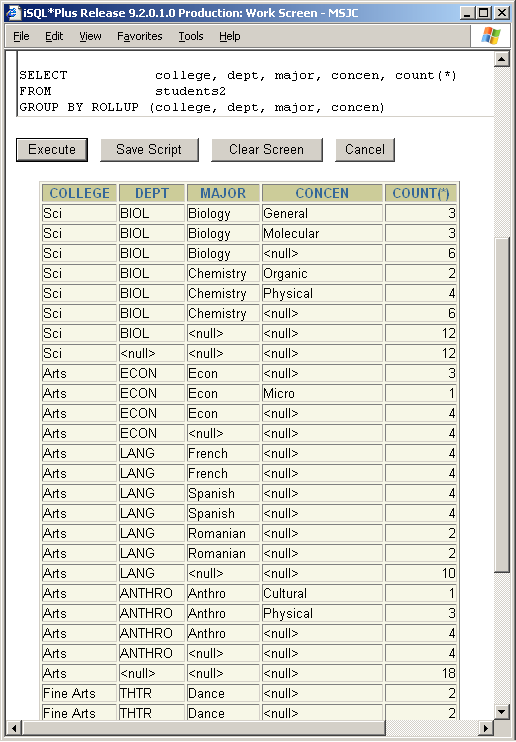 iSQL*Plus Release 9.2.0.1.0 Production: Work Screen - MSJC
File Edit View Favorites Tools Help
SELECT college, dept, major, concen, count(*)
FROM students2
GROUP BY ROLLUP (college, dept, major, concen)
Execute Save Script Clear Screen Cancel
COLLEGE DEPT MAJOR CONCEN COUNT(*)
Sci BIOL Biology General 3
Sci BIOL Biology Molecular 3
Sci BIOL Biology <null> 6
Sci BIOL Chemistry Organic 2
Sci BIOL Chemistry Physical 4
Sci BIOL Chemistry <null> 6
Sci BIOL <null> <null> 12
Sci <null> <null> <null> 12
Arts ECON Econ <null> 3
Arts ECON Econ Micro 1
Arts ECON Econ <null> 4
Arts ECON <null> <null> 4
Arts LANG French <null> 4
Arts LANG French <null> 4
Arts LANG Spanish <null> 4
Arts LANG Spanish <null> 4
Arts LANG Romanian <null> 2
Arts LANG Romanian <null> 2
Arts LANG <null> <null> 10
Arts ANTHRO Anthro Cultural 1
Arts ANTHRO Anthro Physical 3
Arts ANTHRO Anthro <null> 4
Arts ANTHRO <null> <null> 4
Arts <null> <null> <null> 18
Fine Arts THTR Dance <null> 2
Fine Arts THTR Dance <null> 2